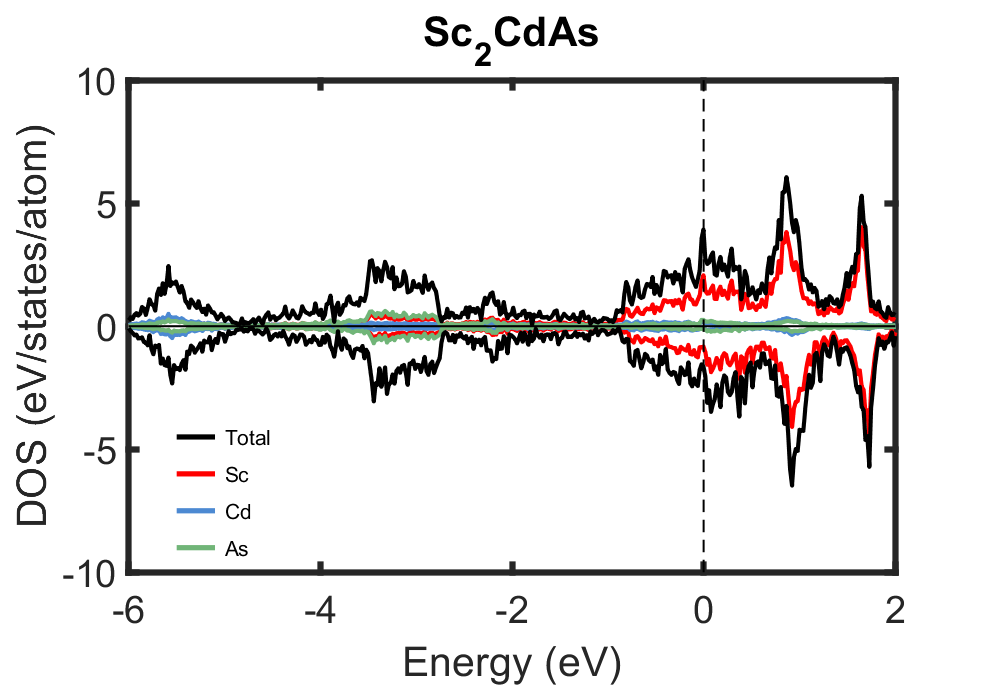 Sc₂CdAs
DOS (eV/states/atom)
10
5
0
-5
-10
Total
Sc
Cd
As
-6 -4 -2 0 2
Energy (eV)